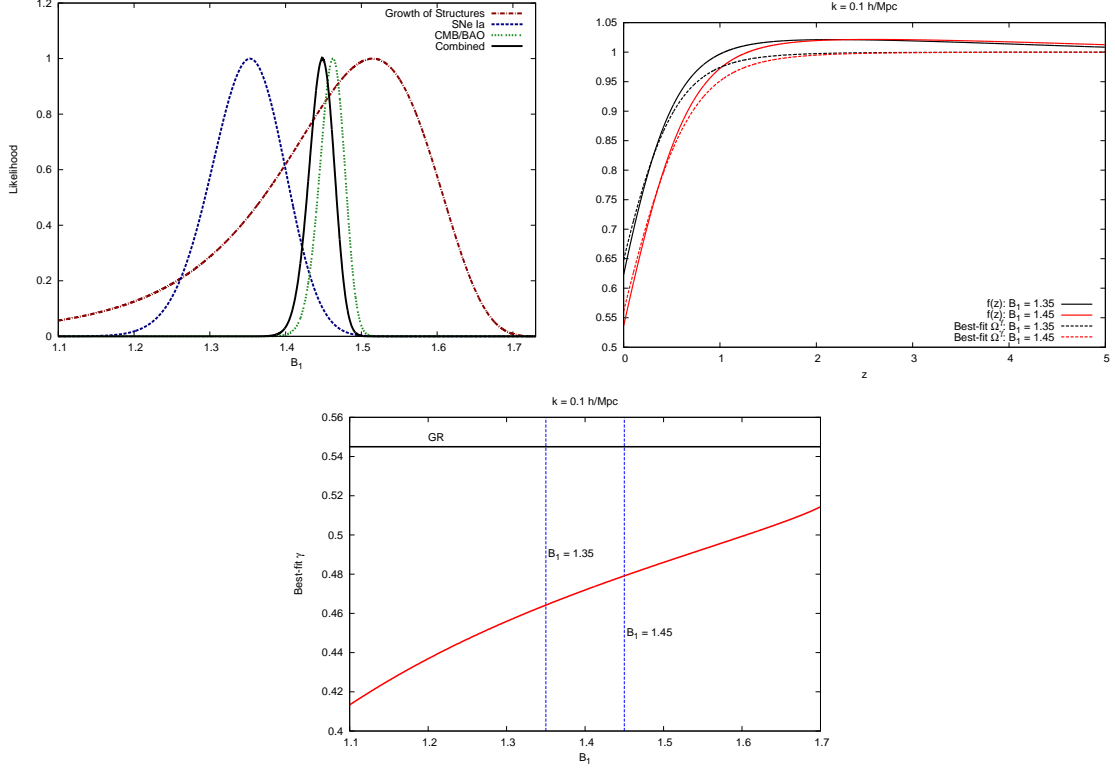 Growth of Structures
SNe Ia
CMB/BAO
Combined
Likelihood
1.2
1
0.8
0.6
0.4
0.2
0
1.1 1.2 1.3 1.4 1.5 1.6 1.7
B₁
k = 0.1 h/Mpc
1.05
1
0.95
0.9
0.85
0.8
0.75
0.7
0.65
0.6
0.55
0.5
f(z): B₁ = 1.35
f(z): B₁ = 1.45
Best-fit Ωᵞ: B₁ = 1.35
Best-fit Ωᵞ: B₁ = 1.45
0 1 2 3 4 5
z
k = 0.1 h/Mpc
Best-fit γ
0.56
0.54
0.52
0.5
0.48
0.46
0.44
0.42
0.4
GR
B₁ = 1.35
B₁ = 1.45
1.1 1.2 1.3 1.4 1.5 1.6 1.7
B₁